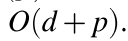 O(d + p).